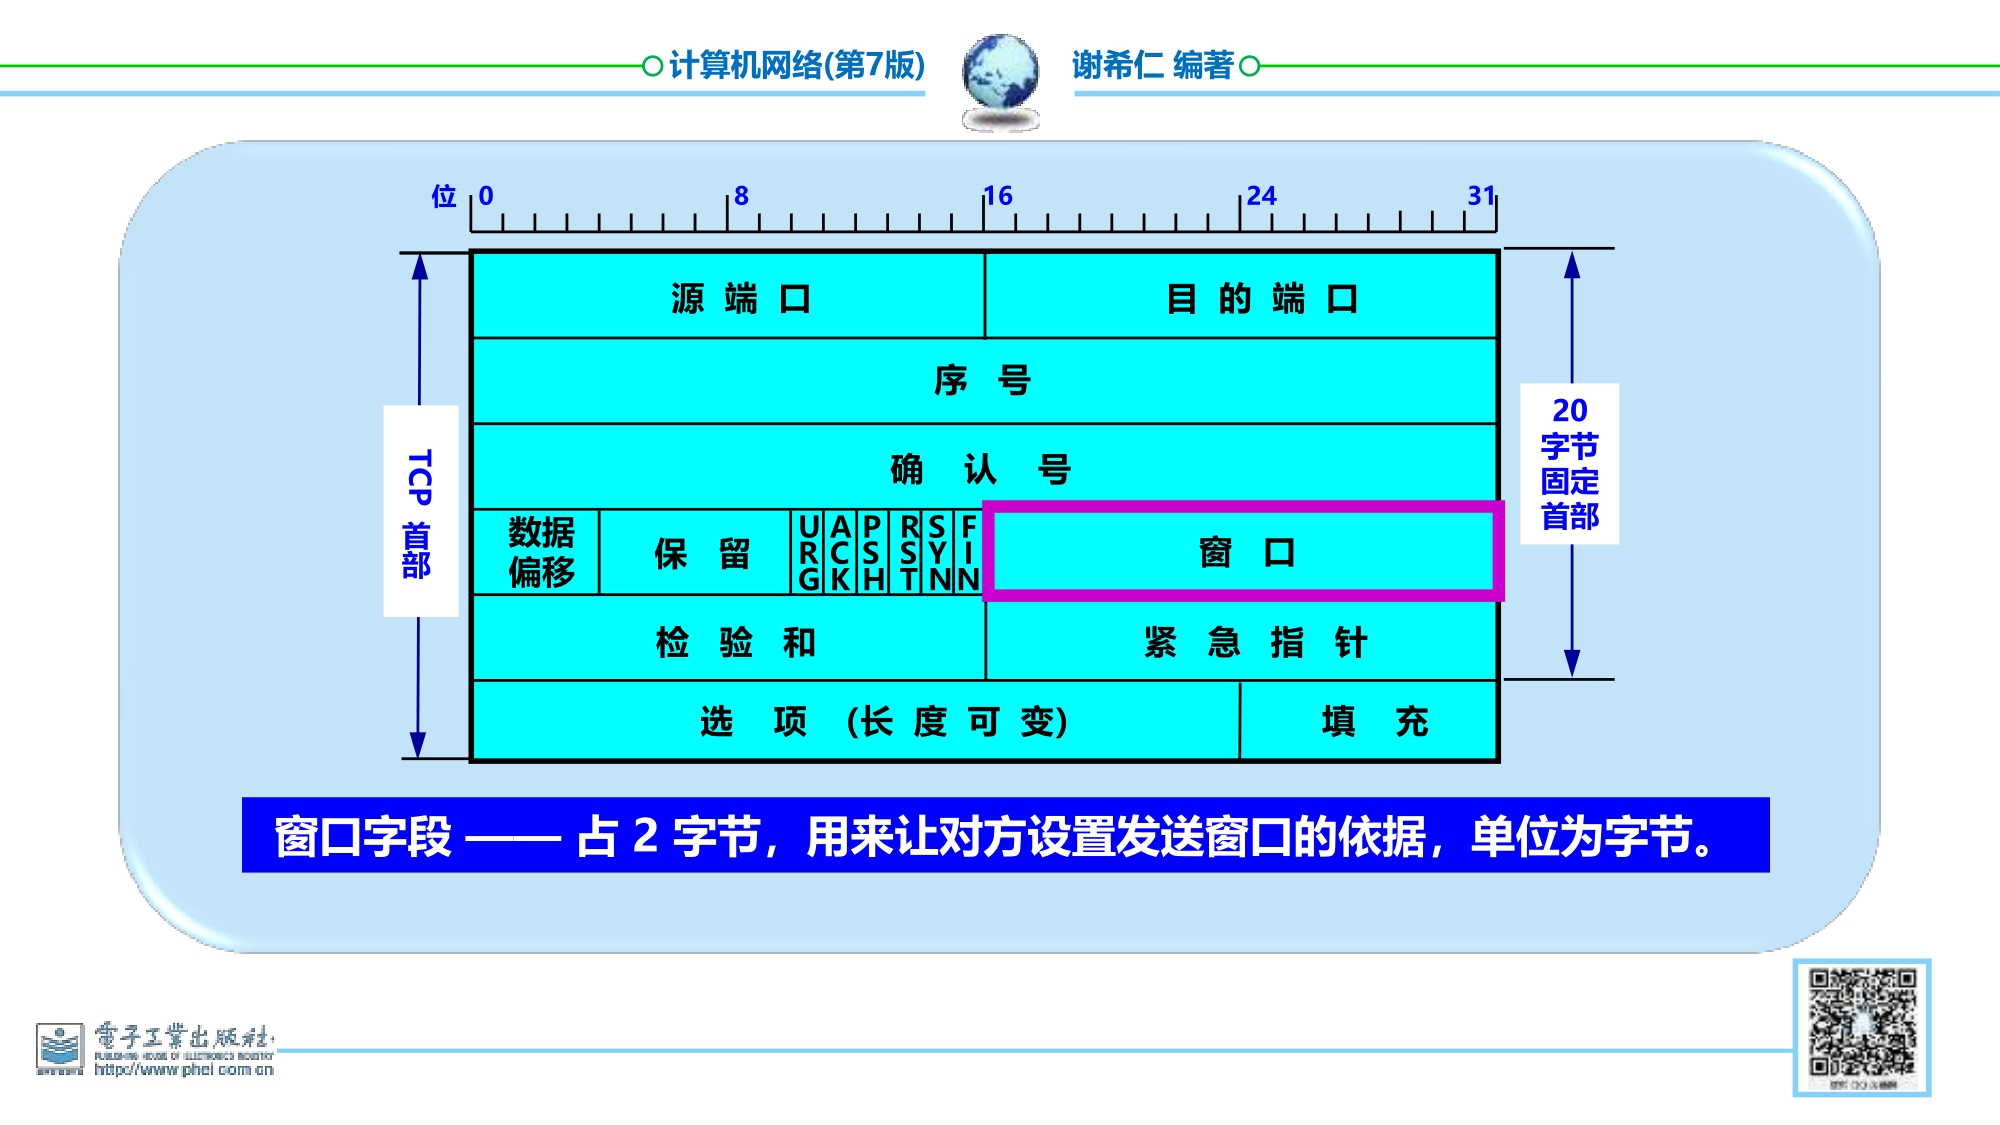 计算机网络(第7版) 谢希仁 编著
位 0 8 16 24 31
源 端 口 目 的 端 口
序 号
确 认 号
数据偏移 保 留 URG ACK PSH RST SYN FIN 窗 口
检 验 和 紧 急 指 针
选 项 (长 度 可 变) 填 充
TCP 首部
20
字节
固定
首部
窗口字段 —— 占 2 字节，用来让对方设置发送窗口的依据，单位为字节。
電子工業出版社
PUBLISHING HOUSE OF ELECTRONICS INDUSTRY
http://www.phei.com.cn